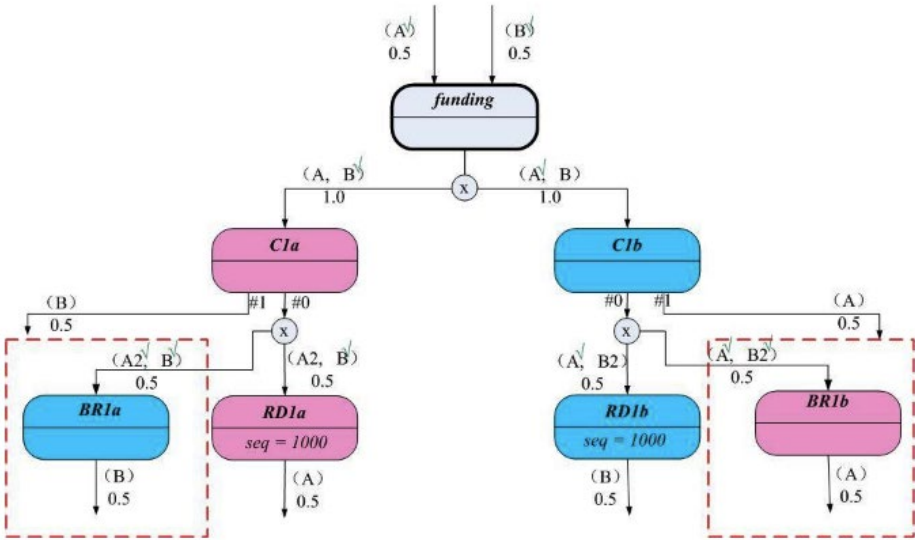 (A) (B)
0.5 0.5
funding
(A, B) (A, B)
1.0 X 1.0
C1a C1b
#1 #0 #0 #1
(B) (A)
0.5 X X 0.5
(A2, B) (A2, B) (A, B2) (A, B2)
0.5 0.5 0.5 0.5
BR1a RD1a RD1b BR1b
seq = 1000 seq = 1000
(B) (A) (B) (A)
0.5 0.5 0.5 0.5